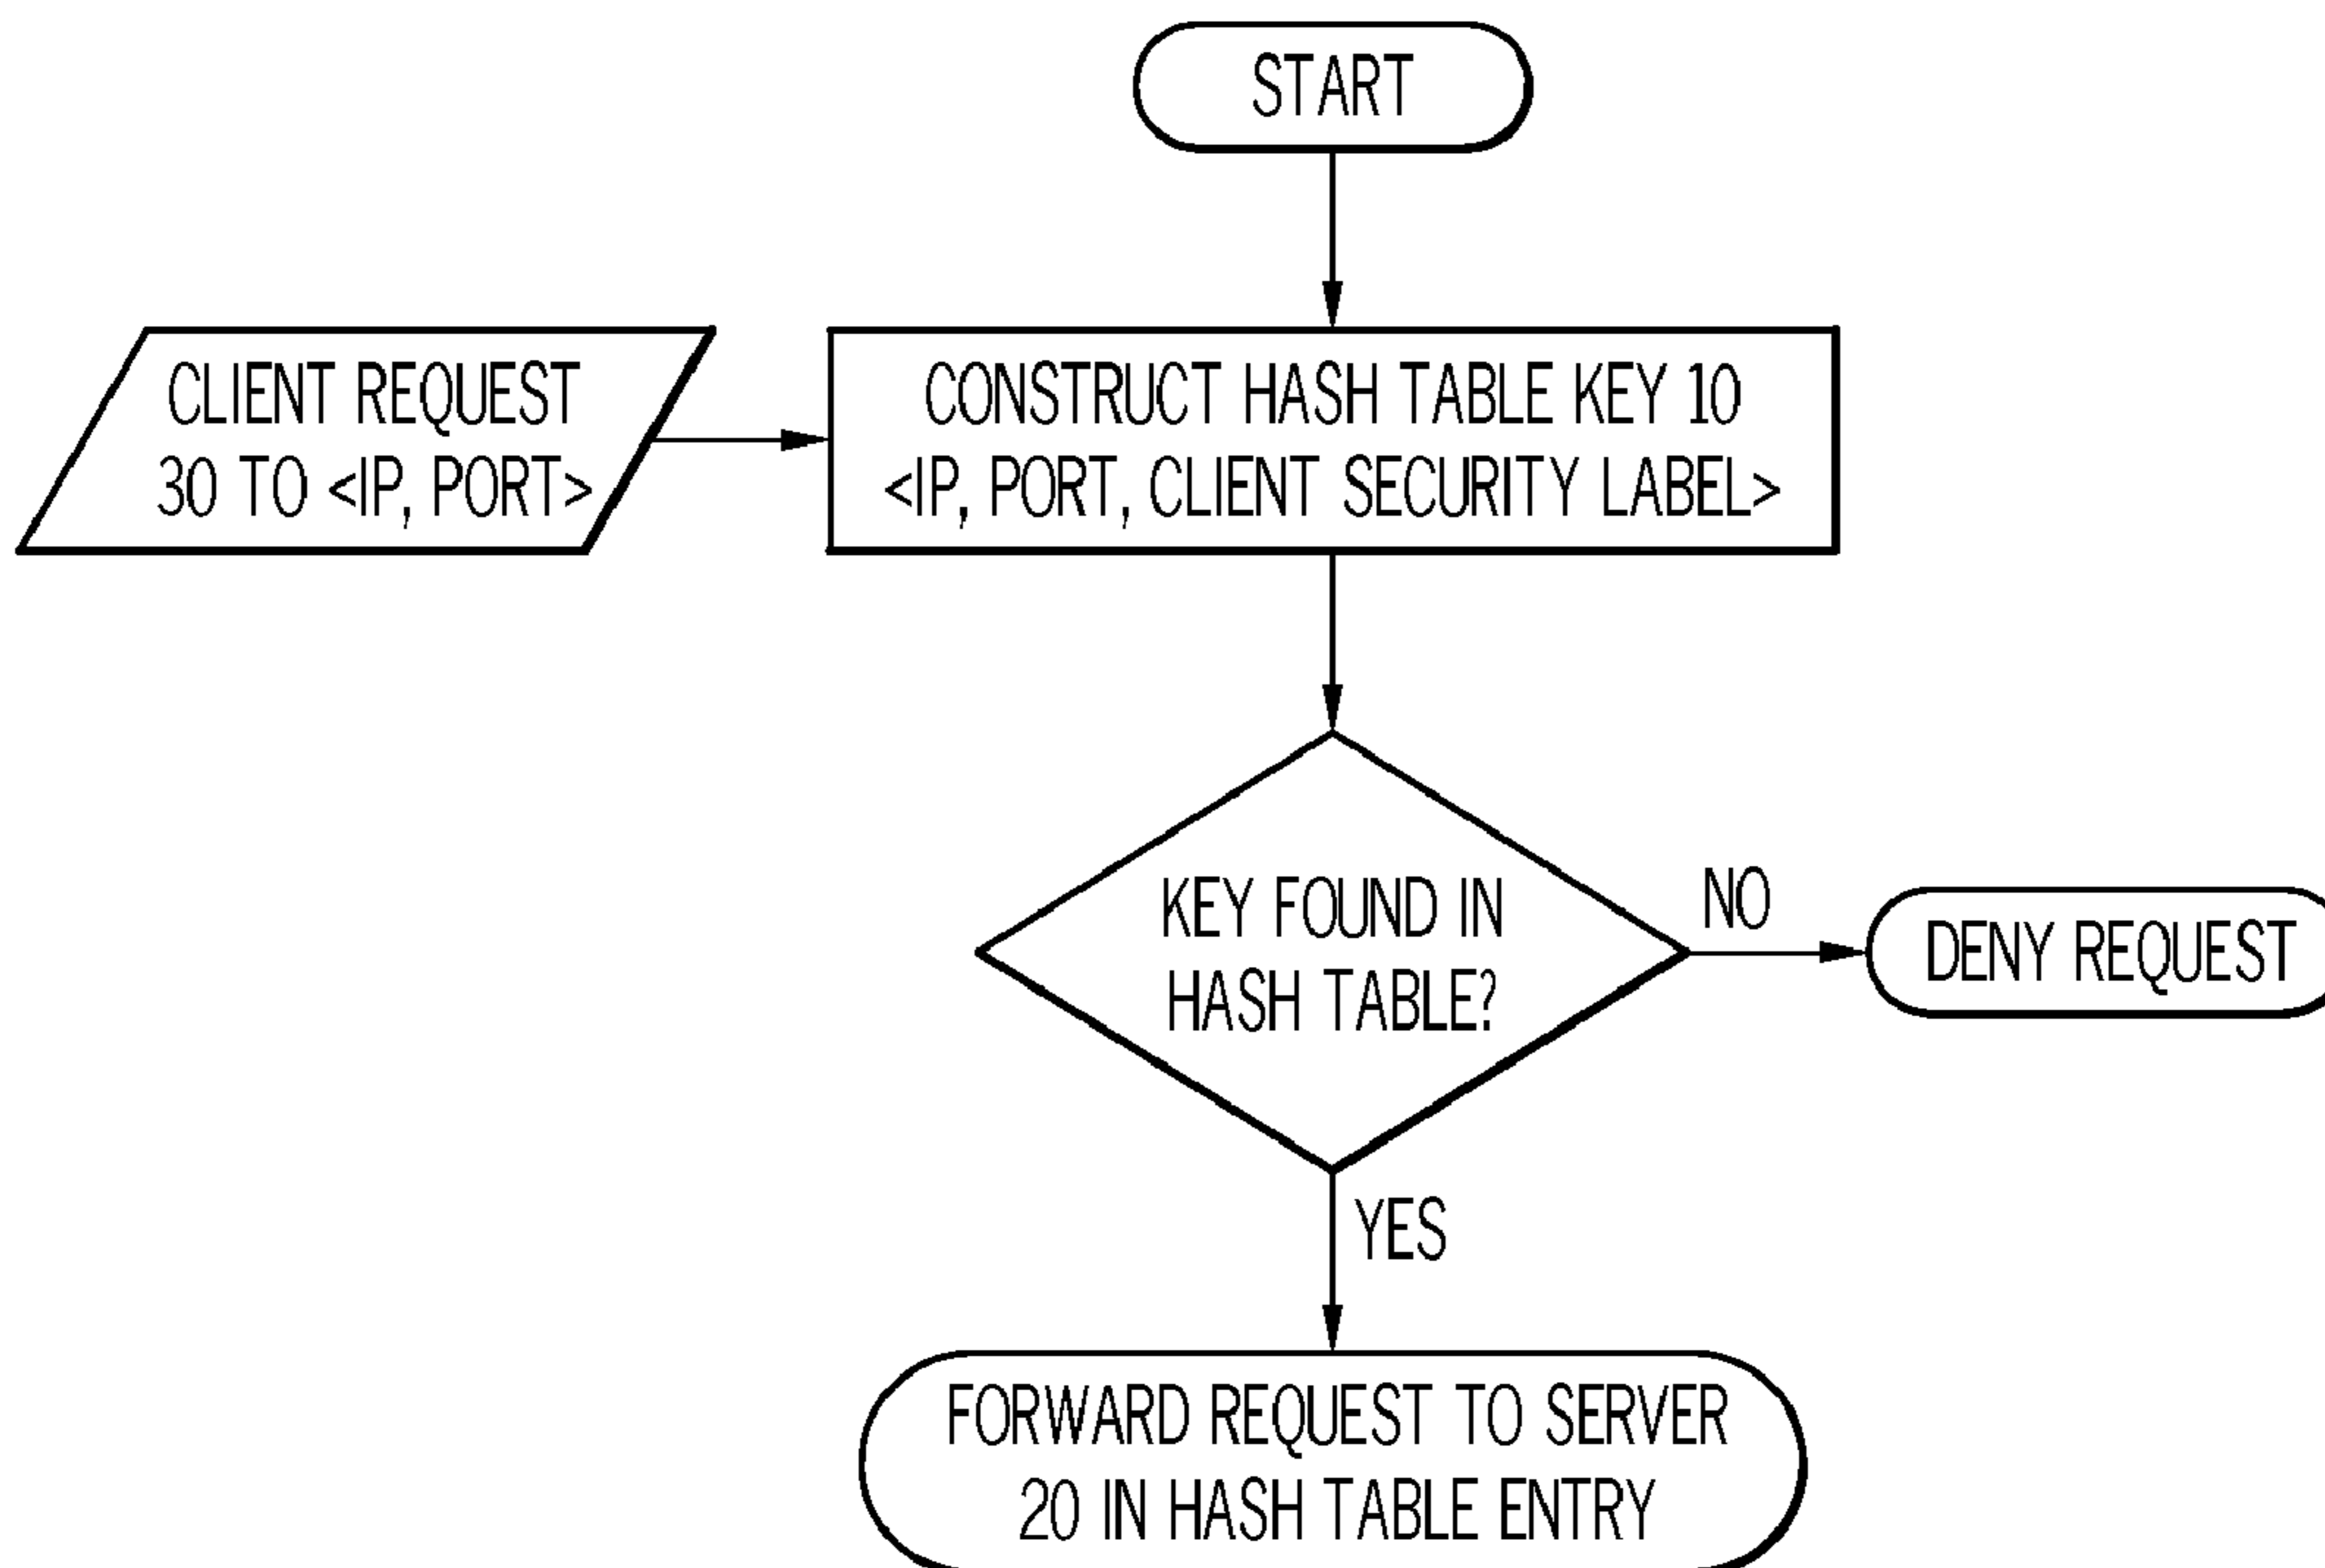 START
CLIENT REQUEST
30 TO <IP, PORT>
CONSTRUCT HASH TABLE KEY 10
<IP, PORT, CLIENT SECURITY LABEL>
KEY FOUND IN
HASH TABLE?
NO
DENY REQUEST
YES
FORWARD REQUEST TO SERVER
20 IN HASH TABLE ENTRY